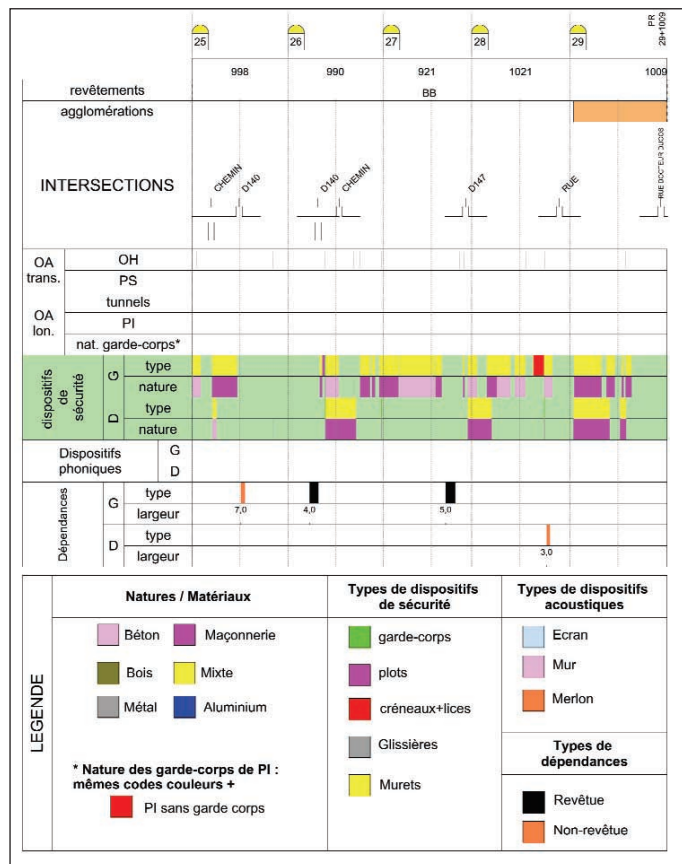 25 26 27 28 29 PR 29+1009
998 990 921 1021 1009
revêtements BB
agglomérations
INTERSECTIONS CHEMIN D140 D140 CHEMIN D147 RUE RUE DOCTEUR DUCOS
OA trans. OH
PS
tunnels
OA lon. PI
nat. garde-corps*
dispositifs de sécurité G type
nature
D type
nature
Dispositifs phoniques G
D
Dépendances G type
largeur 7,0 4,0 5,0
D type
largeur 3,0
LEGENDE
Natures / Matériaux
Béton Maçonnerie
Bois Mixte
Métal Aluminium
* Nature des garde-corps de PI :
mêmes codes couleurs +
PI sans garde corps
Types de dispositifs
de sécurité
garde-corps
plots
créneaux+lices
Glissières
Murets
Types de dispositifs
acoustiques
Ecran
Mur
Merlon
Types de
dépendances
Revêtue
Non-revêtue